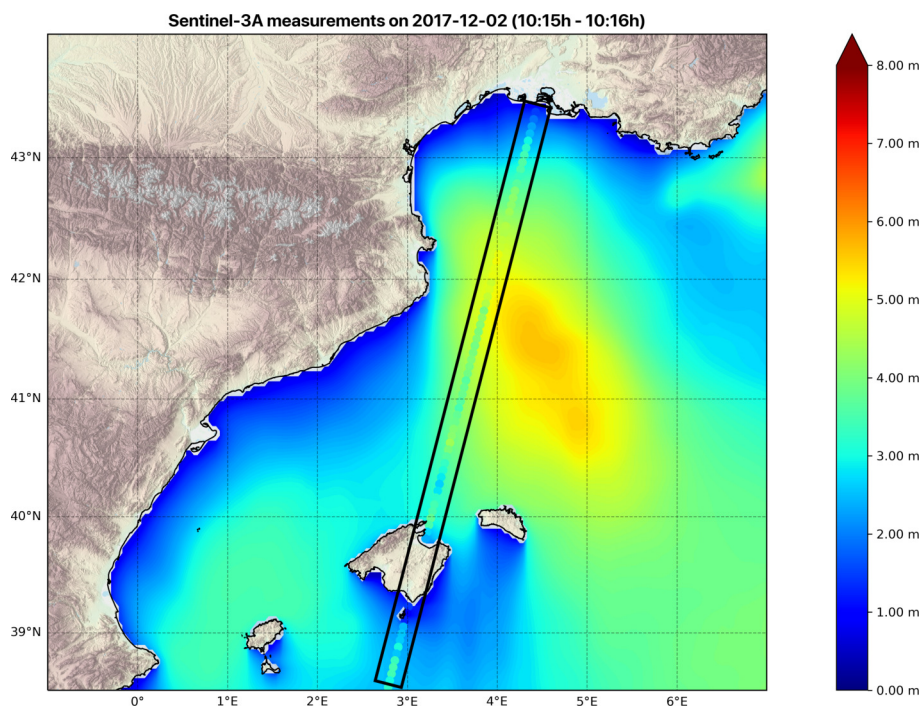 Sentinel-3A measurements on 2017-12-02 (10:15h - 10:16h)
8.00 m
7.00 m
6.00 m
5.00 m
4.00 m
3.00 m
2.00 m
1.00 m
0.00 m
43°N
42°N
41°N
40°N
39°N
0° 1°E 2°E 3°E 4°E 5°E 6°E